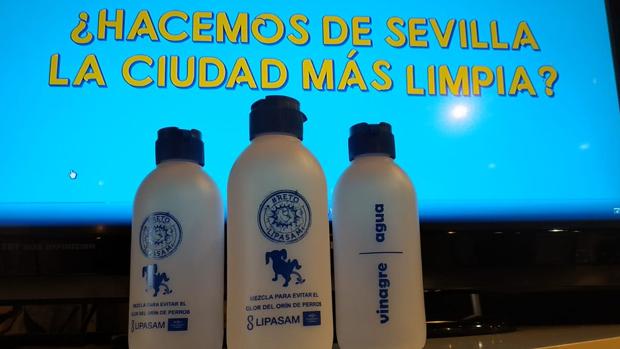 ¿HACEMOS DE SEVILLA
LA CIUDAD MÁS LIMPIA?
#RETO
LIPASAM
MEZCLA PARA EVITAR EL
OLOR DEL ORÍN DE PERROS
LIPASAM
#RETO
LIPASAM
MEZCLA PARA EVITAR EL
OLOR DEL ORÍN DE PERROS
LIPASAM
vinagre
agua